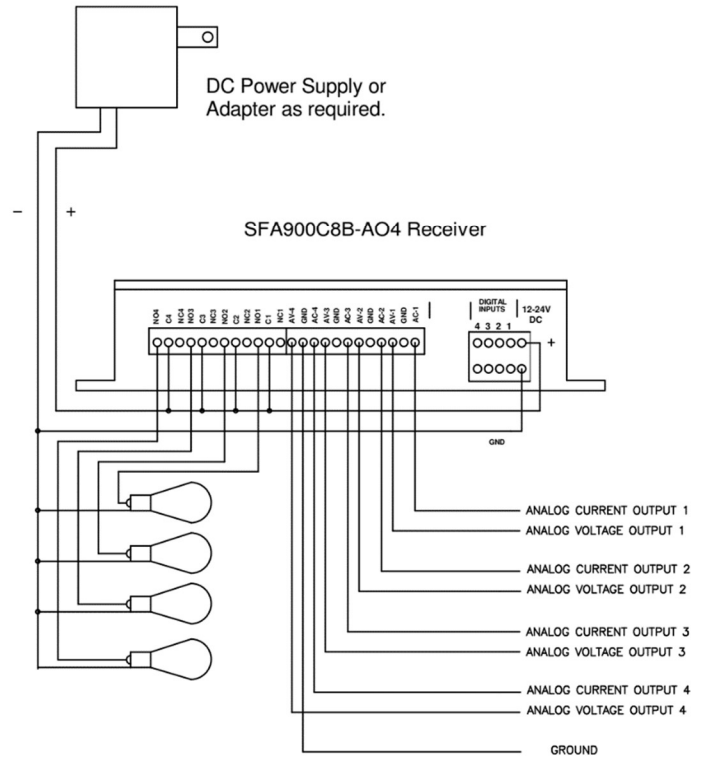 DC Power Supply or
Adapter as required.
− +
SFA900C8B-AO4 Receiver
NO4 C4 NC4 NO3 C3 NC3 NO2 C2 NC2 NO1 C1 NC1 AV-4 GND AC-4 AV-3 GND AC-3 AV-2 GND AC-2 AV-1 GND AC-1
DIGITAL
INPUTS
4 3 2 1
12-24V
DC
+
GND
ANALOG CURRENT OUTPUT 1
ANALOG VOLTAGE OUTPUT 1
ANALOG CURRENT OUTPUT 2
ANALOG VOLTAGE OUTPUT 2
ANALOG CURRENT OUTPUT 3
ANALOG VOLTAGE OUTPUT 3
ANALOG CURRENT OUTPUT 4
ANALOG VOLTAGE OUTPUT 4
GROUND